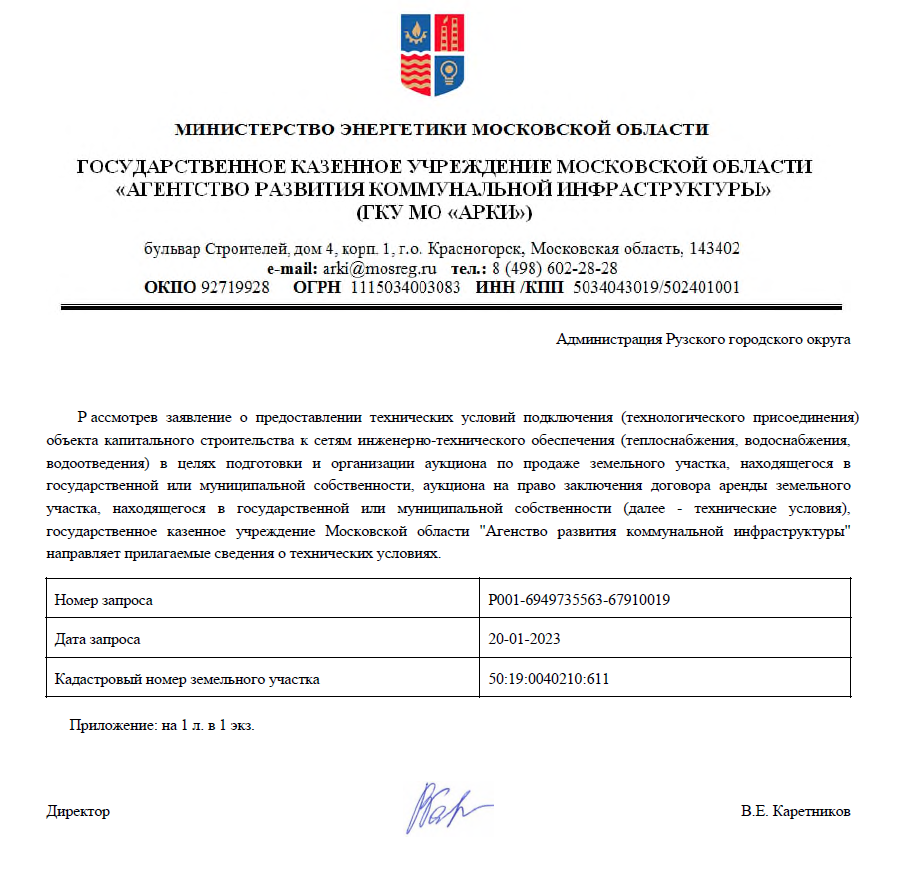 МИНИСТЕРСТВО ЭНЕРГЕТИКИ МОСКОВСКОЙ ОБЛАСТИ
ГОСУДАРСТВЕННОЕ КАЗЕННОЕ УЧРЕЖДЕНИЕ МОСКОВСКОЙ ОБЛАСТИ
«АГЕНТСТВО РАЗВИТИЯ КОММУНАЛЬНОЙ ИНФРАСТРУКТУРЫ»
(ГКУ МО «АРКИ»)
бульвар Строителей, дом 4, корп. 1, г.о. Красногорск, Московская область, 143402
e-mail: arki@mosreg.ru тел.: 8 (498) 602-28-28
ОКПО 92719928 ОГРН 1115034003083 ИНН /КПП 5034043019/502401001
Администрация Рузского городского округа
Р ассмотрев заявление о предоставлении технических условий подключения (технологического присоединения)
объекта капитального строительства к сетям инженерно-технического обеспечения (теплоснабжения, водоснабжения,
водоотведения) в целях подготовки и организации аукциона по продаже земельного участка, находящегося в
государственной или муниципальной собственности, аукциона на право заключения договора аренды земельного
участка, находящегося в государственной или муниципальной собственности (далее - технические условия),
государственное казенное учреждение Московской области "Агенство развития коммунальной инфраструктуры"
направляет прилагаемые сведения о технических условиях.
Номер запроса P001-6949735563-67910019
Дата запроса 20-01-2023
Кадастровый номер земельного участка 50:19:0040210:611
Приложение: на 1 л. в 1 экз.
Директор В.Е. Каретников